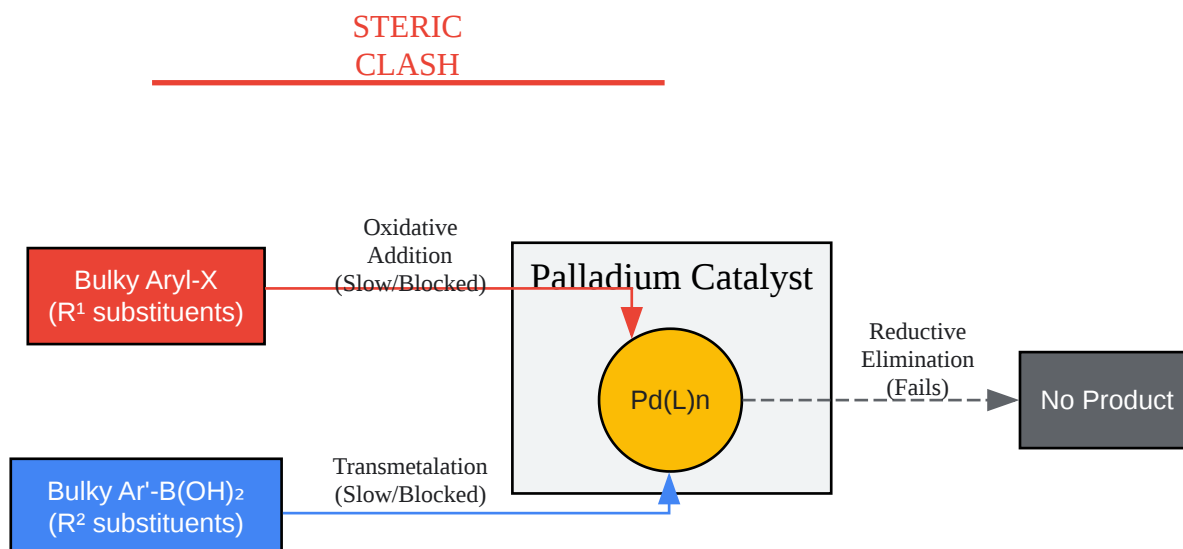 STERIC
CLASH
Oxidative
Addition
(Slow/Blocked)
Bulky Aryl-X
(R¹ substituents)
Palladium Catalyst
Pd(L)n
Reductive
Elimination
(Fails)
No Product
Transmetalation
(Slow/Blocked)
Bulky Ar'-B(OH)₂
(R² substituents)